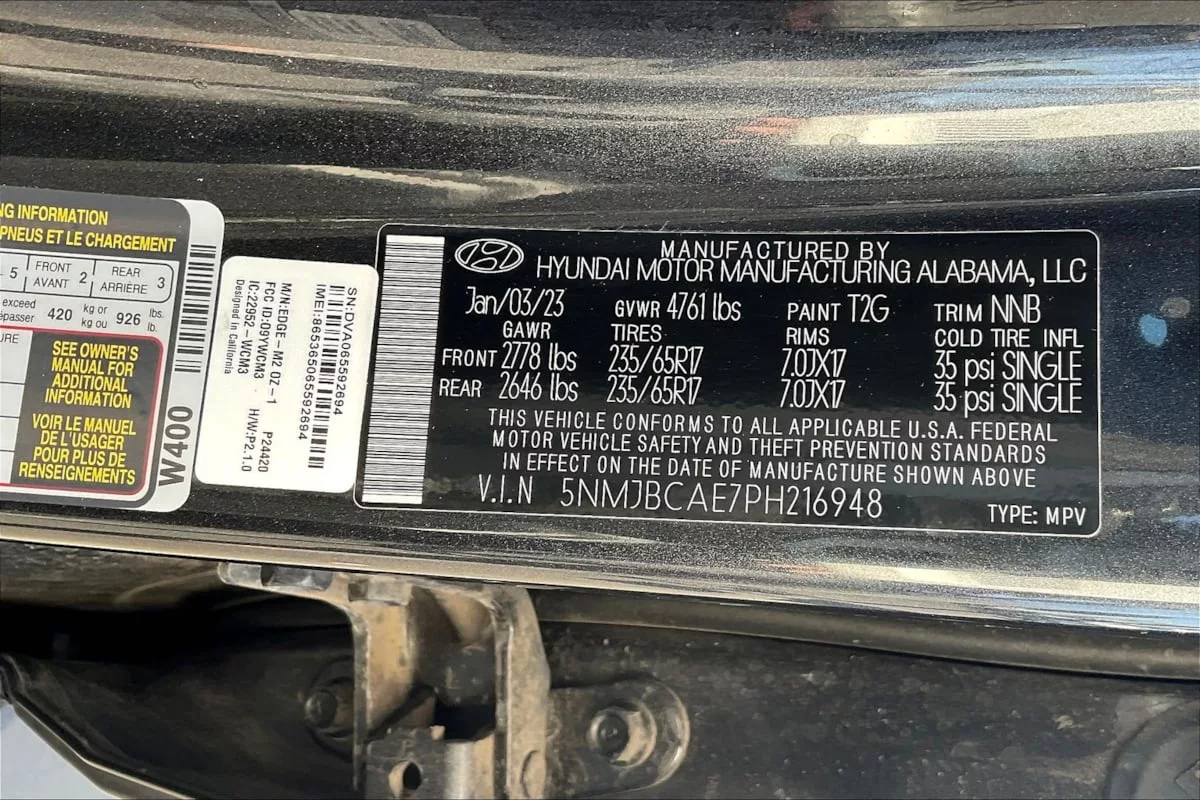 NG INFORMATION
PNEUS ET LE CHARGEMENT
5 FRONT AVANT 2 REAR ARRIÈRE 3
exceed
épasser 420 kg or kg ou 926 lbs. lb.
URE
SEE OWNER'S
MANUAL FOR
ADDITIONAL
INFORMATION
VOIR LE MANUEL
DE L'USAGER
POUR PLUS DE
RENSEIGNEMENTS
W400
SN:DVA065592694
IMEI:865365065592694
M/N:EDGE-M2 0Z-1 P24420
FCC ID:09YWCM3 H/W:P2.1.0
IC:22952-WCM3
Designed in California
MANUFACTURED BY
HYUNDAI MOTOR MANUFACTURING ALABAMA, LLC
Jan/03/23 GVWR 4761 lbs PAINT T2G TRIM NNB
GAWR TIRES RIMS COLD TIRE INFL
FRONT 2778 lbs 235/65R17 7.0JX17 35 psi SINGLE
REAR 2646 lbs 235/65R17 7.0JX17 35 psi SINGLE
THIS VEHICLE CONFORMS TO ALL APPLICABLE U.S.A. FEDERAL
MOTOR VEHICLE SAFETY AND THEFT PREVENTION STANDARDS
IN EFFECT ON THE DATE OF MANUFACTURE SHOWN ABOVE
V.I.N 5NMJBCAE7PH216948
TYPE: MPV